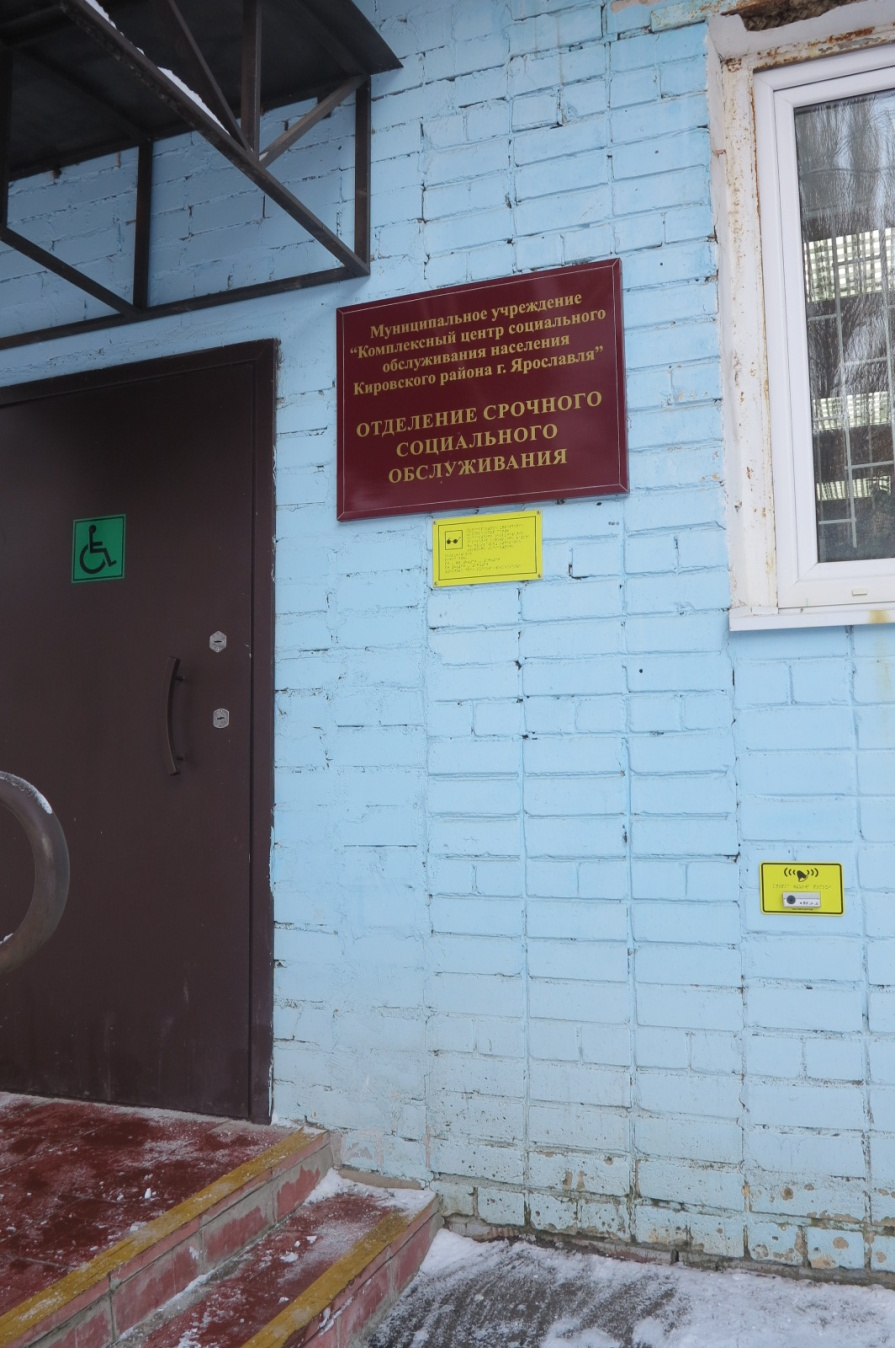 Муниципальное учреждение
“Комплексный центр социального
обслуживания населения
Кировского района г. Ярославля”
ОТДЕЛЕНИЕ СРОЧНОГО
СОЦИАЛЬНОГО
ОБСЛУЖИВАНИЯ